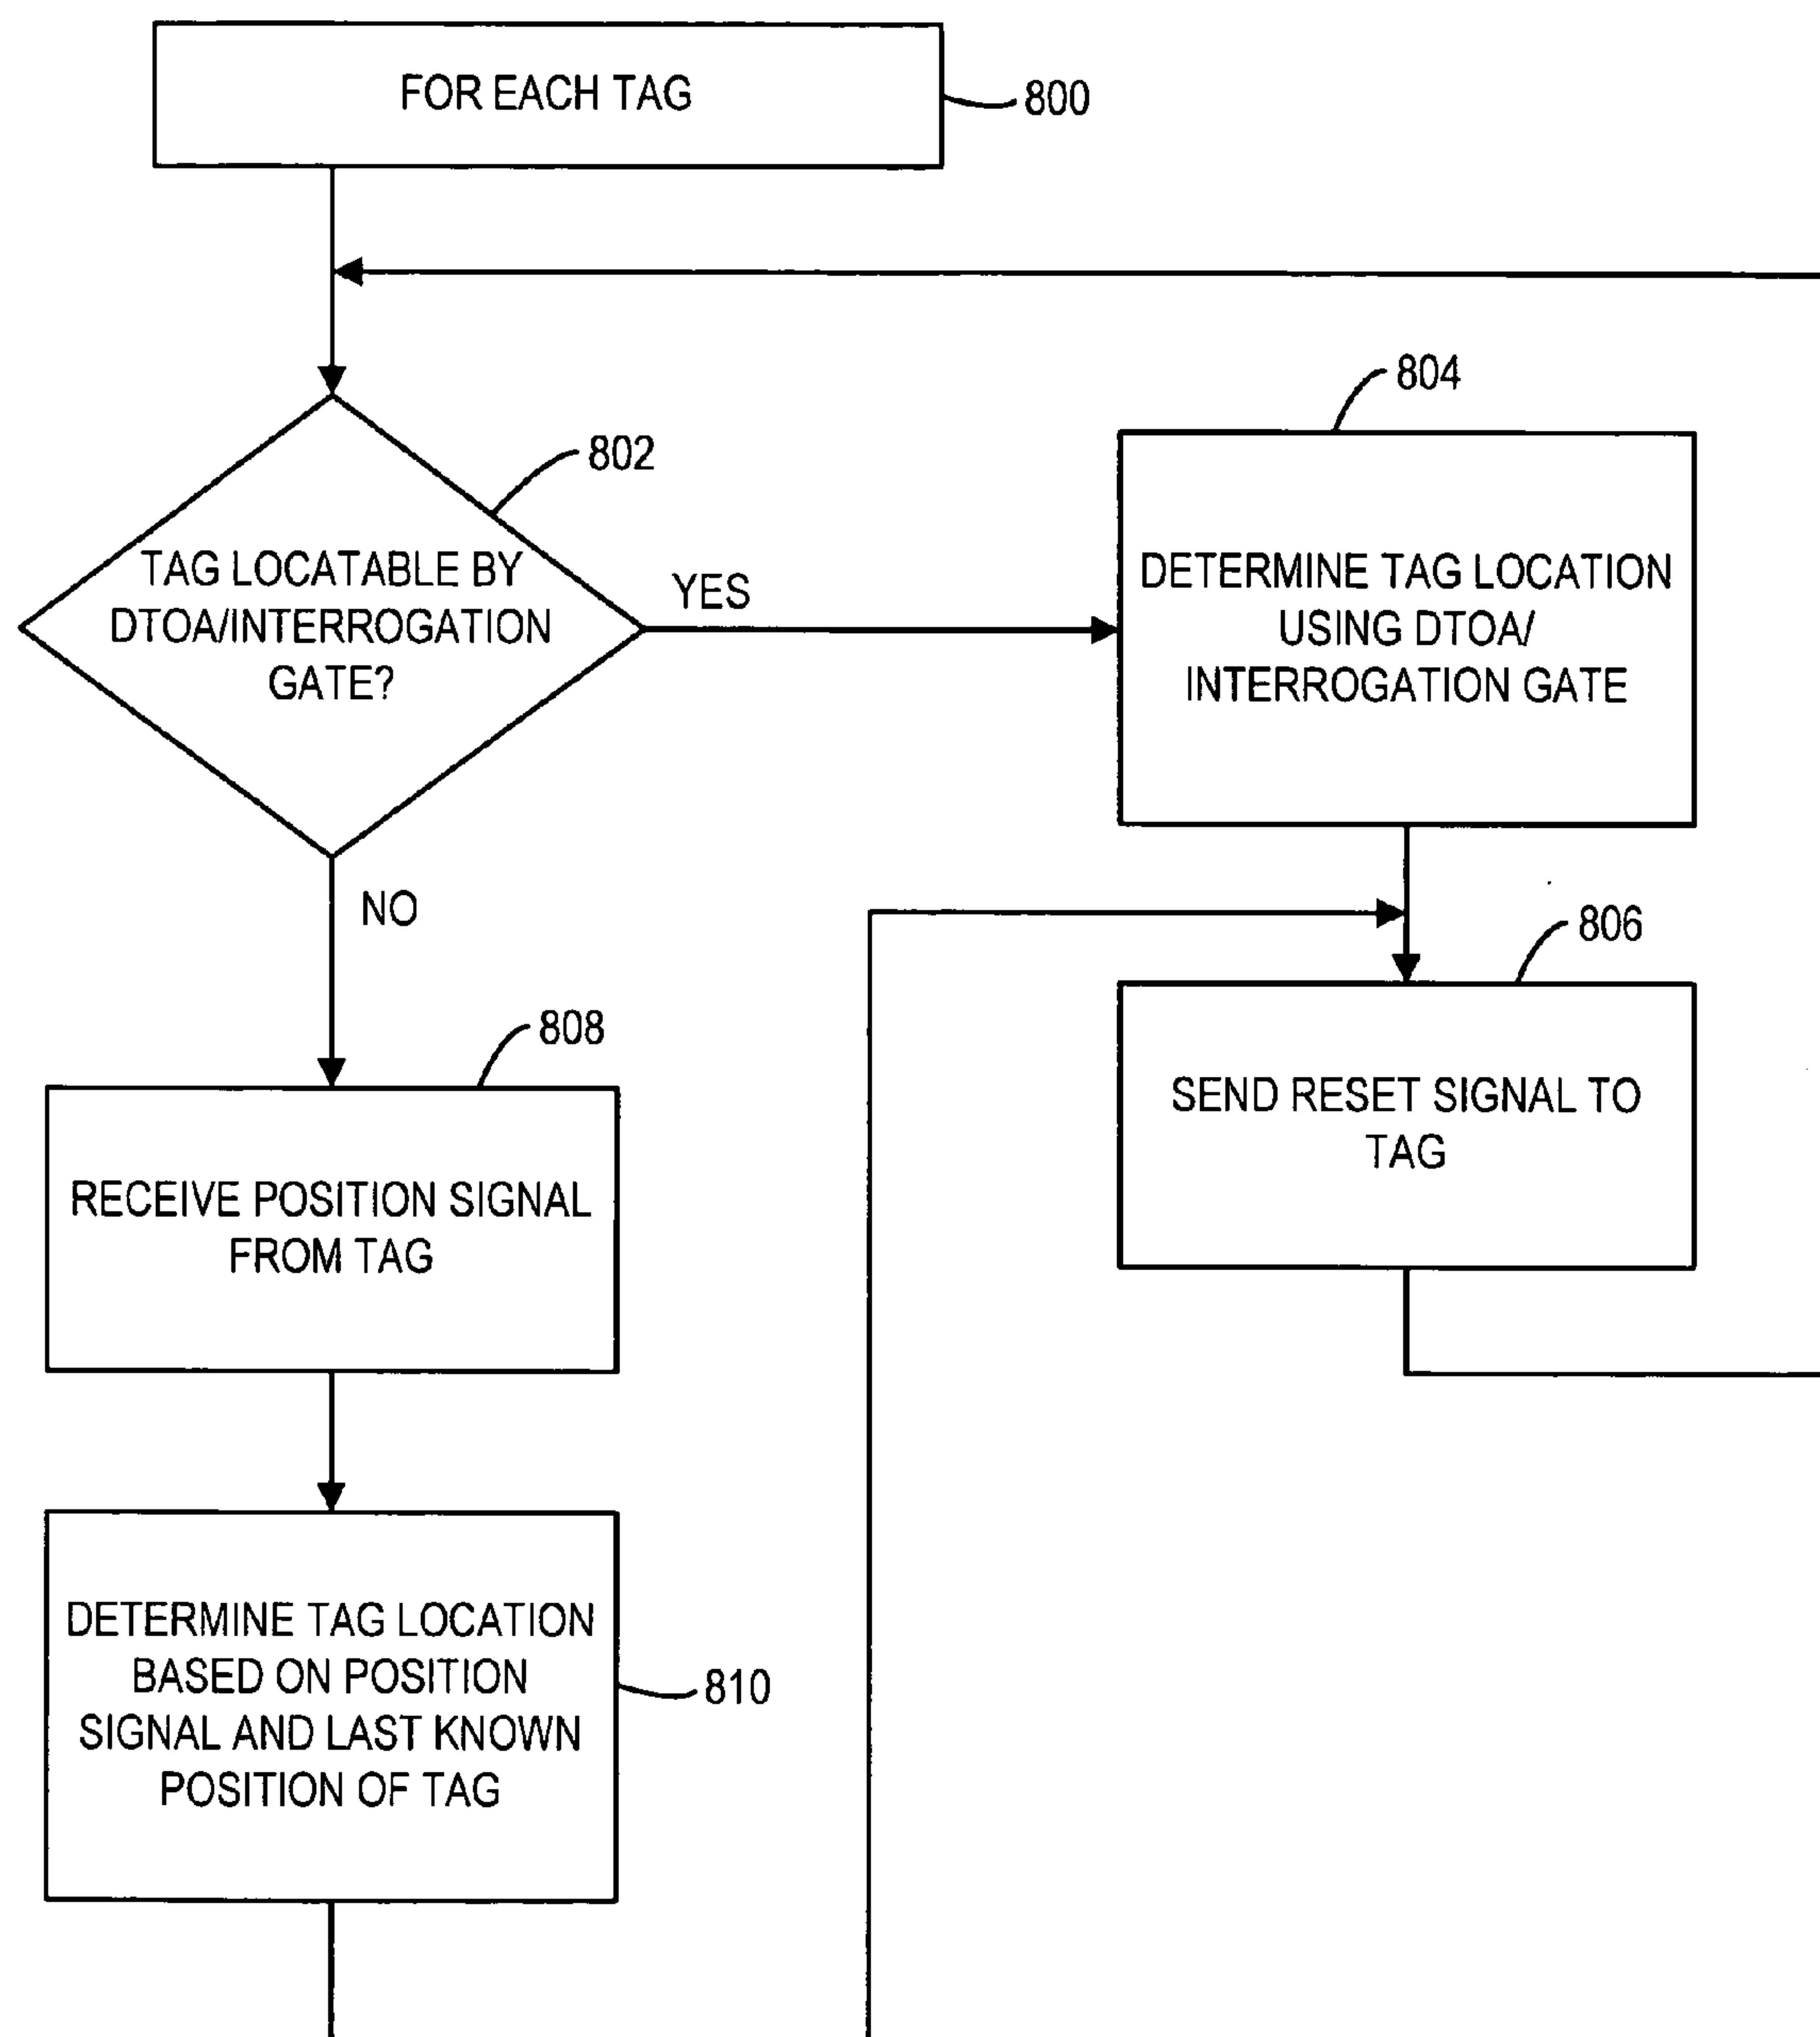 FOR EACH TAG
800
802
TAG LOCATABLE BY
DTOA/INTERROGATION
GATE?
YES
804
DETERMINE TAG LOCATION
USING DTOA/
INTERROGATION GATE
NO
806
SEND RESET SIGNAL TO
TAG
808
RECEIVE POSITION SIGNAL
FROM TAG
DETERMINE TAG LOCATION
BASED ON POSITION
SIGNAL AND LAST KNOWN
POSITION OF TAG
810